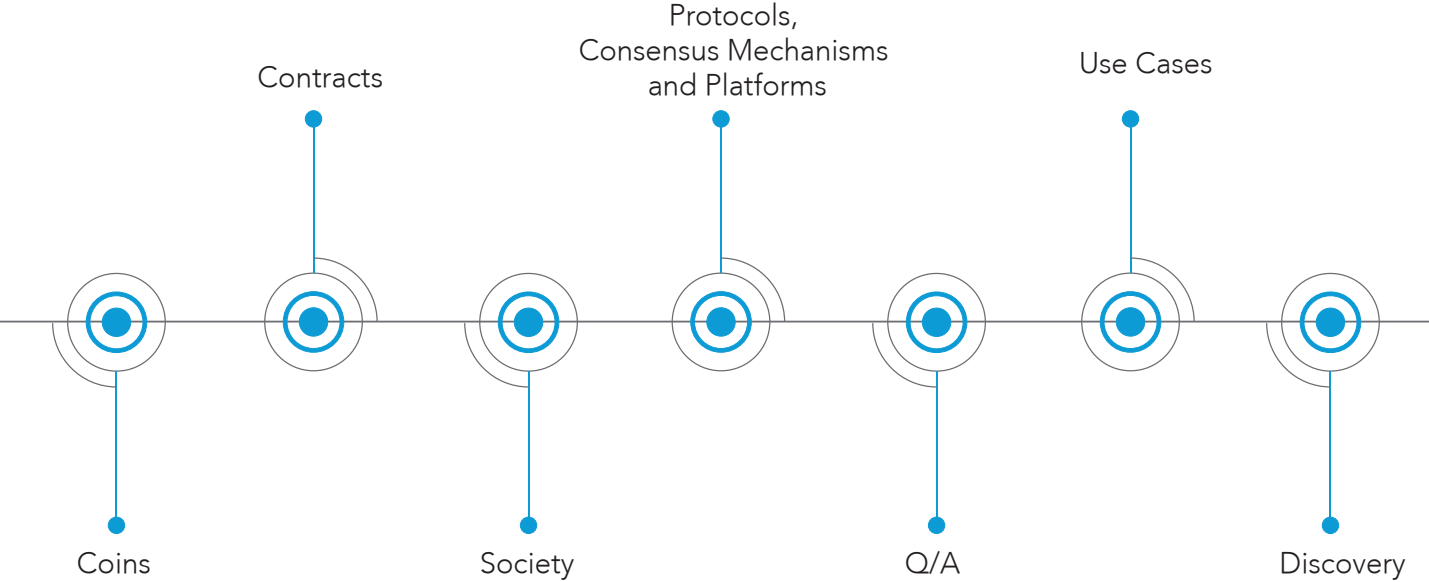 Protocols,
Consensus Mechanisms
and Platforms
Contracts
Use Cases
Coins
Society
Q/A
Discovery